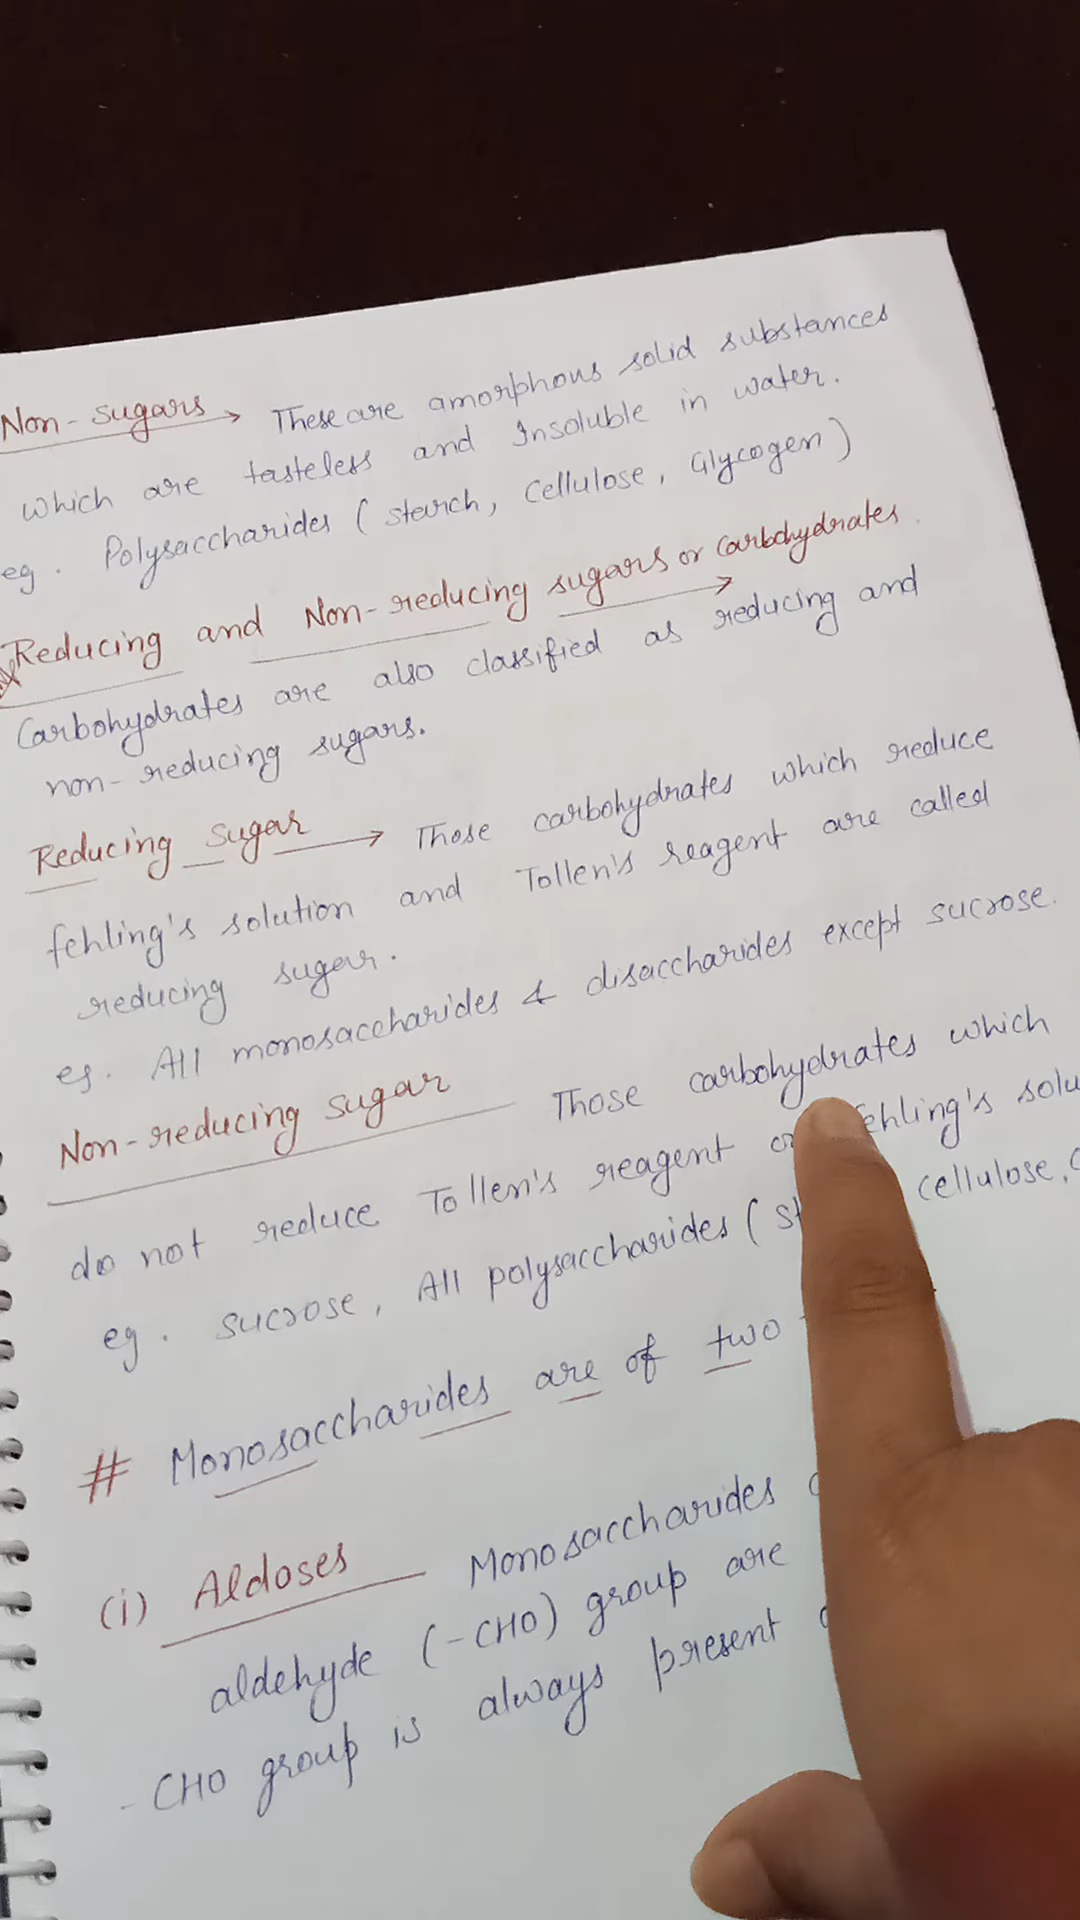 Non-sugars → These are amorphous solid substances
which are tasteless and Insoluble in water.
eg. Polysaccharides (starch, cellulose, Glycogen)
Reducing and Non-reducing sugars or carbohydrates.
Carbohydrates are also classified as reducing and
non-reducing sugars.
Reducing sugar → Those carbohydrates which reduce
fehling's solution and Tollen's reagent are called
reducing sugar.
eg. All monosaccharides & disaccharides except sucrose.
Non-reducing sugar Those carbohydrates which
do not reduce Tollen's reagent
eg. sucrose, All polysaccharides ( cellulose,
# Monosaccharides are of two
(i) Aldoses Monosaccharides
aldehyde (-CHO) group are
-CHO group is always present